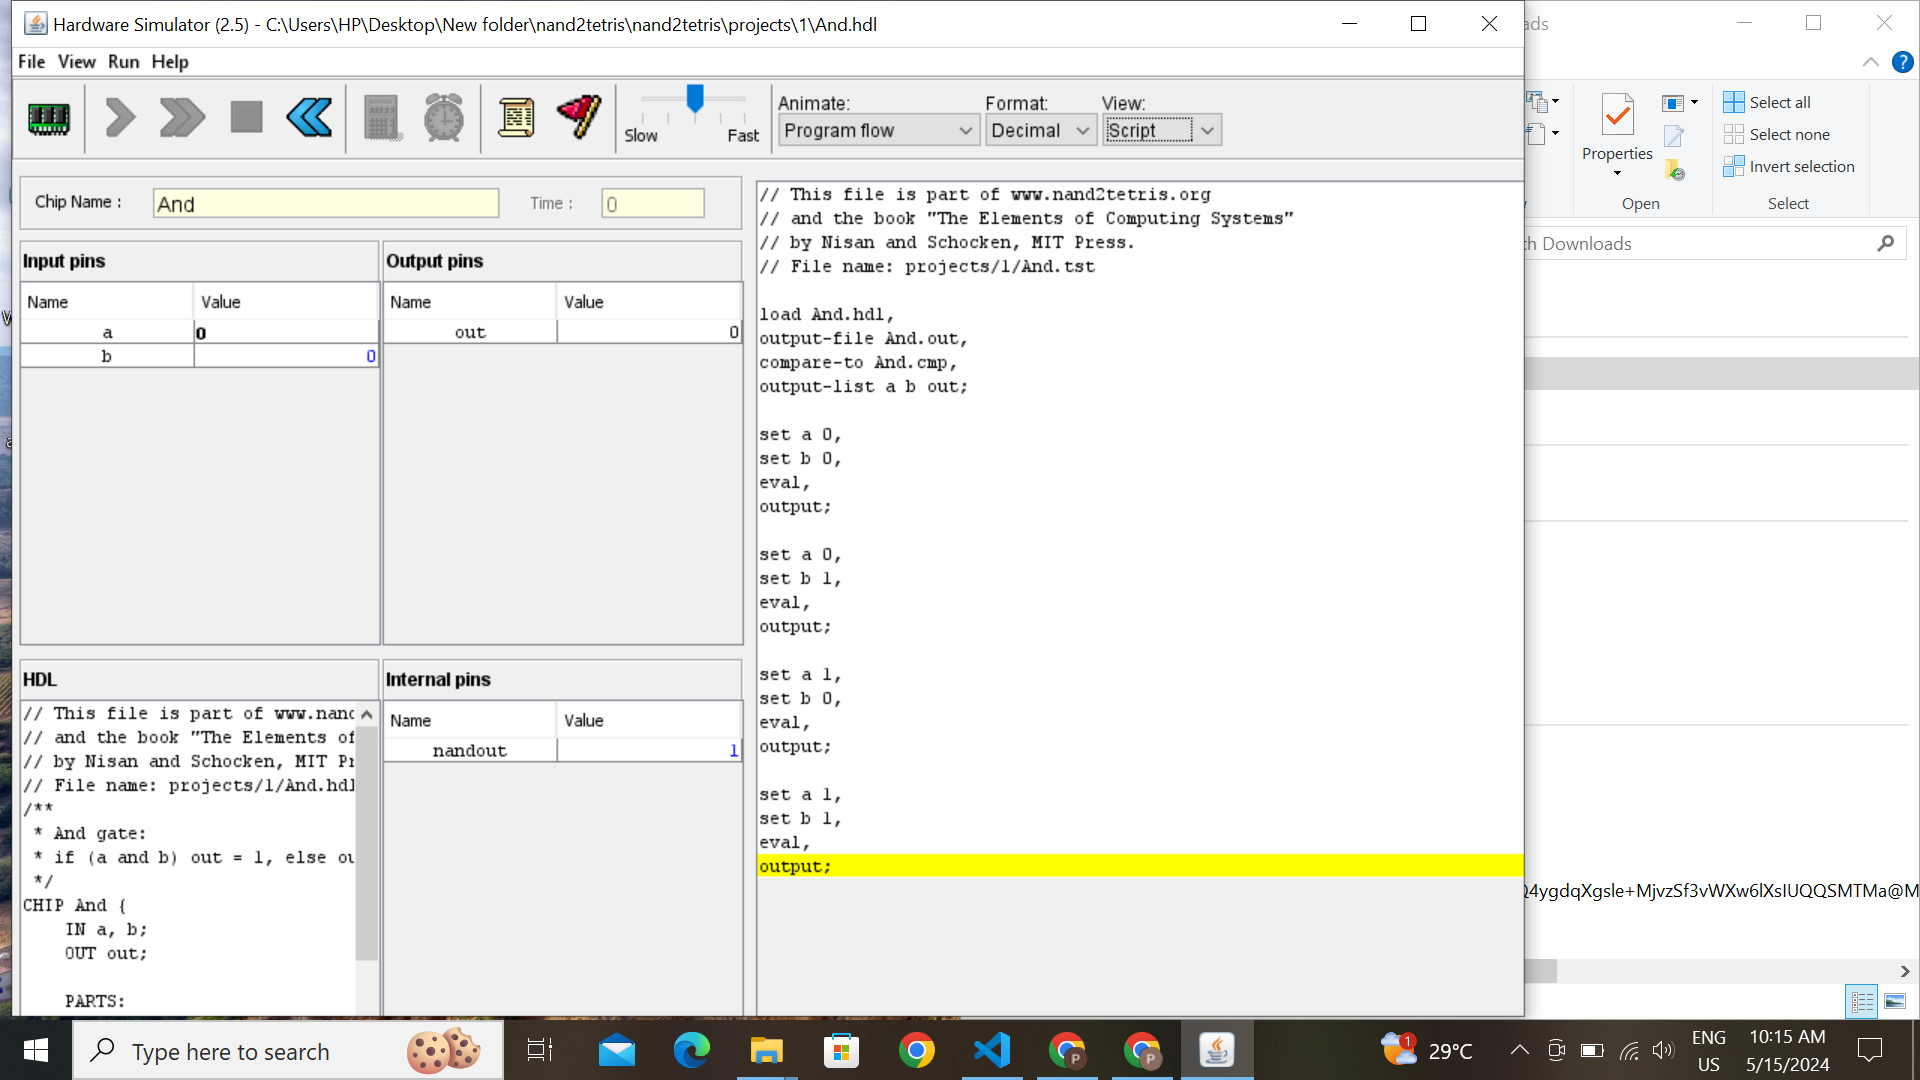 Hardware Simulator (2.5) - C:\Users\HP\Desktop\New folder\nand2tetris\nand2tetris\projects\1\And.hdl
File View Run Help
Slow Fast
Animate: Format: View:
Program flow Decimal Script
Chip Name : And Time : 0
Input pins
Name Value
a 0
b 0
Output pins
Name Value
out 0
HDL
// This file is part of www.nand
// and the book "The Elements of
// by Nisan and Schocken, MIT Pr
// File name: projects/1/And.hdl
/**
* And gate:
* if (a and b) out = 1, else ou
*/
CHIP And {
IN a, b;
OUT out;
PARTS:
Internal pins
Name Value
nandout 1
// This file is part of www.nand2tetris.org
// and the book "The Elements of Computing Systems"
// by Nisan and Schocken, MIT Press.
// File name: projects/1/And.tst
load And.hdl,
output-file And.out,
compare-to And.cmp,
output-list a b out;
set a 0,
set b 0,
eval,
output;
set a 0,
set b 1,
eval,
output;
set a 1,
set b 0,
eval,
output;
set a 1,
set b 1,
eval,
output;
ads
?
Properties
Open
Select all
Select none
Invert selection
Select
ch Downloads
Q4ygdqXgsle+MjvzSf3vWXw6lXsIUQQSMTMa@M
Type here to search
P
P
1
29°C
ENG
US
10:15 AM
5/15/2024